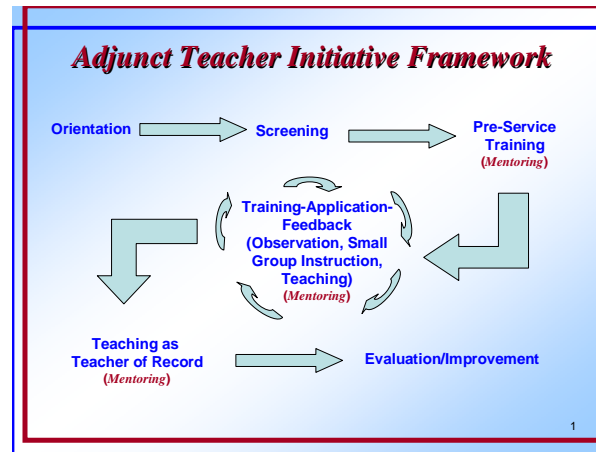 Adjunct Teacher Initiative Framework
Orientation
Screening
Pre-Service
Training
(Mentoring)
Training-Application-
Feedback
(Observation, Small
Group Instruction,
Teaching)
(Mentoring)
Teaching as
Teacher of Record
(Mentoring)
Evaluation/Improvement
1